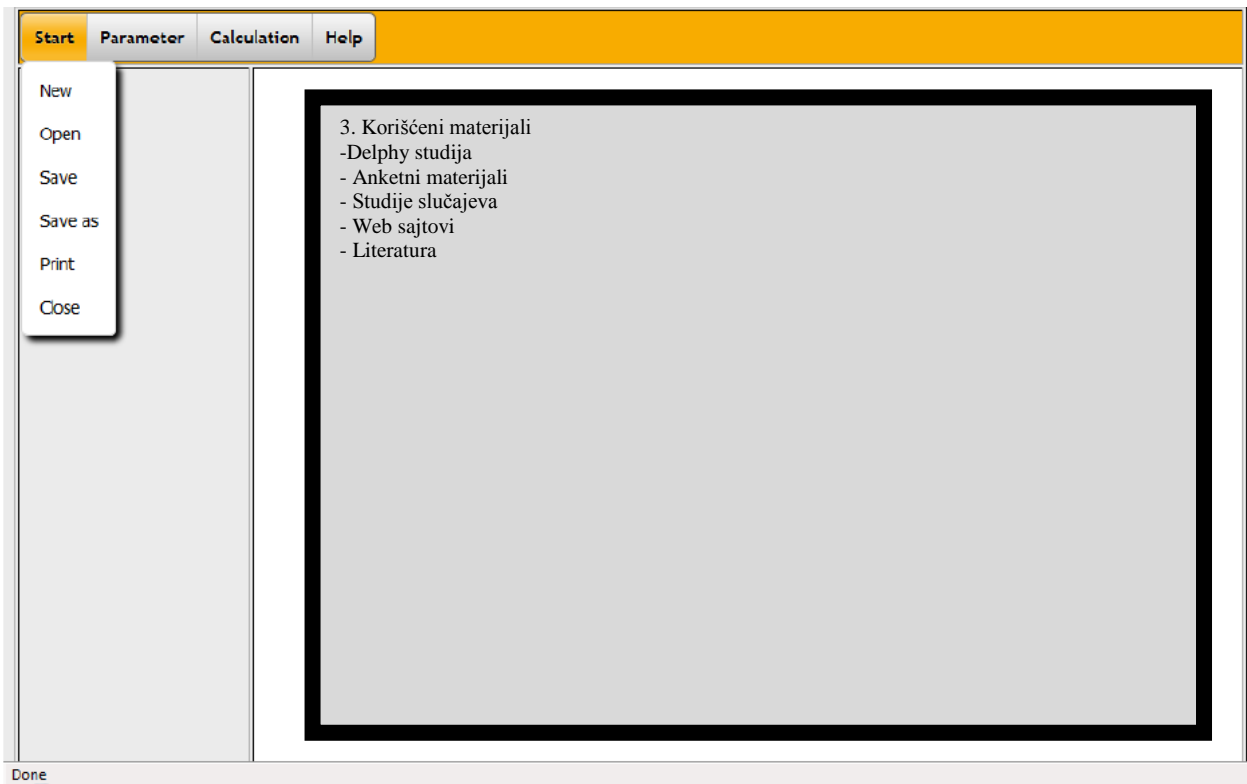 Start Parameter Calculation Help
New
Open
Save
Save as
Print
Close
3. Korišćeni materijali
-Delphy studija
- Anketni materijali
- Studije slučajeva
- Web sajtovi
- Literatura
Done